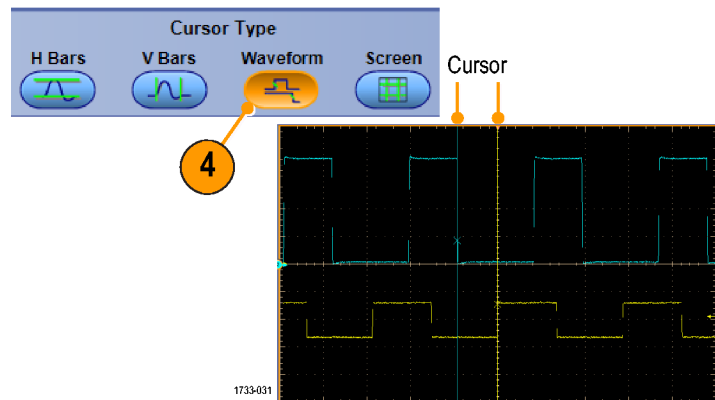 Cursor Type
H Bars V Bars Waveform Screen
Cursor
4
1733-031